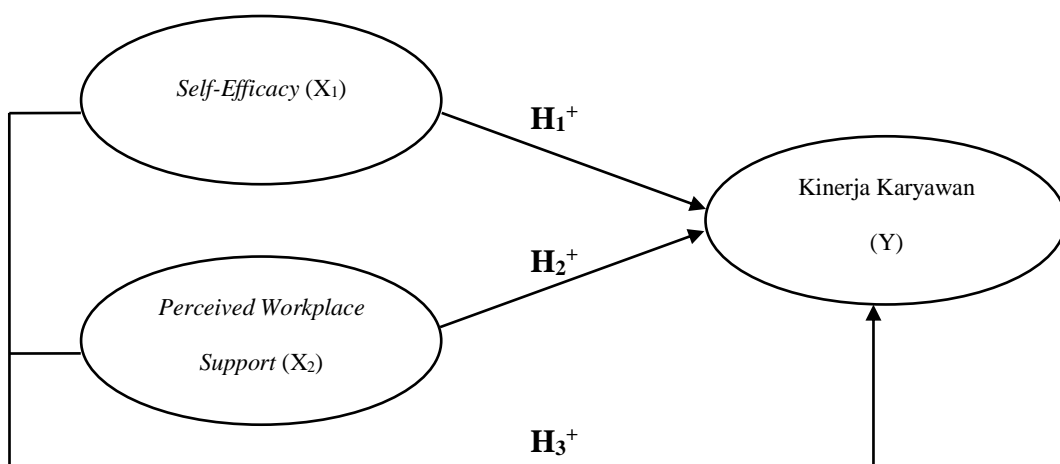 Self-Efficacy (X₁)
H₁⁺
Kinerja Karyawan
(Y)
H₂⁺
Perceived Workplace
Support (X₂)
H₃⁺